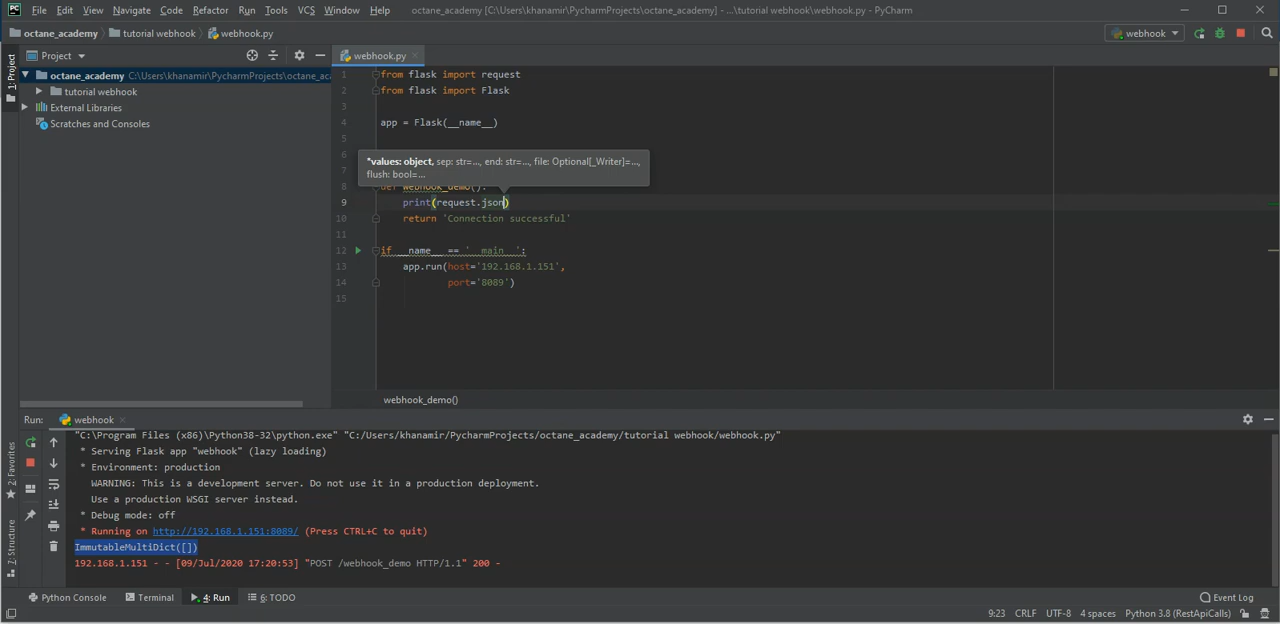 File Edit View Navigate Code Refactor Run Tools VCS Window Help octane_academy [C:\Users\khanamir\PycharmProjects\octane_academy] - ...\tutorial webhook\webhook.py - PyCharm
octane_academy tutorial webhook webhook.py webhook
Project webhook.py
1: Project
octane_academy C:\Users\khanamir\PycharmProjects\octane_aca
tutorial webhook
External Libraries
Scratches and Consoles
1 from flask import request
2 from flask import Flask
3
4 app = Flask(__name__)
5
6
*values: object, sep: str=..., end: str=..., file: Optional[_Writer]=...,
flush: bool=...
8 def webhook_demo():
9 print(request.json)
10 return 'Connection successful'
11
12 if __name__ == '__main__':
13 app.run(host='192.168.1.151',
14 port='8089')
15
webhook_demo()
Run: webhook
"C:\Program Files (x86)\Python38-32\python.exe" "C:/Users/khanamir/PycharmProjects/octane_academy/tutorial webhook/webhook.py"
* Serving Flask app "webhook" (lazy loading)
* Environment: production
WARNING: This is a development server. Do not use it in a production deployment.
Use a production WSGI server instead.
* Debug mode: off
* Running on http://192.168.1.151:8089/ (Press CTRL+C to quit)
ImmutableMultiDict([])
192.168.1.151 - - [09/Jul/2020 17:20:53] "POST /webhook_demo HTTP/1.1" 200 -
2: Favorites
7: Structure
Python Console Terminal 4: Run 6: TODO Event Log
9:23 CRLF UTF-8 4 spaces Python 3.8 (RestApiCalls)